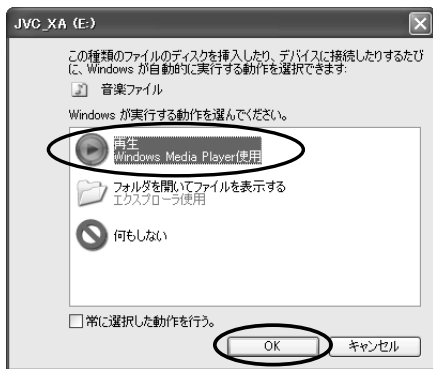 JVC_XA (E:)
この種類のファイルのディスクを挿入したり、デバイスに接続したりするたび
に、Windows が自動的に実行する動作を選択できます:
音楽ファイル
Windows が実行する動作を選んでください。
再生
Windows Media Player使用
フォルダを開いてファイルを表示する
エクスプローラ使用
何もしない
常に選択した動作を行う。
OK
キャンセル